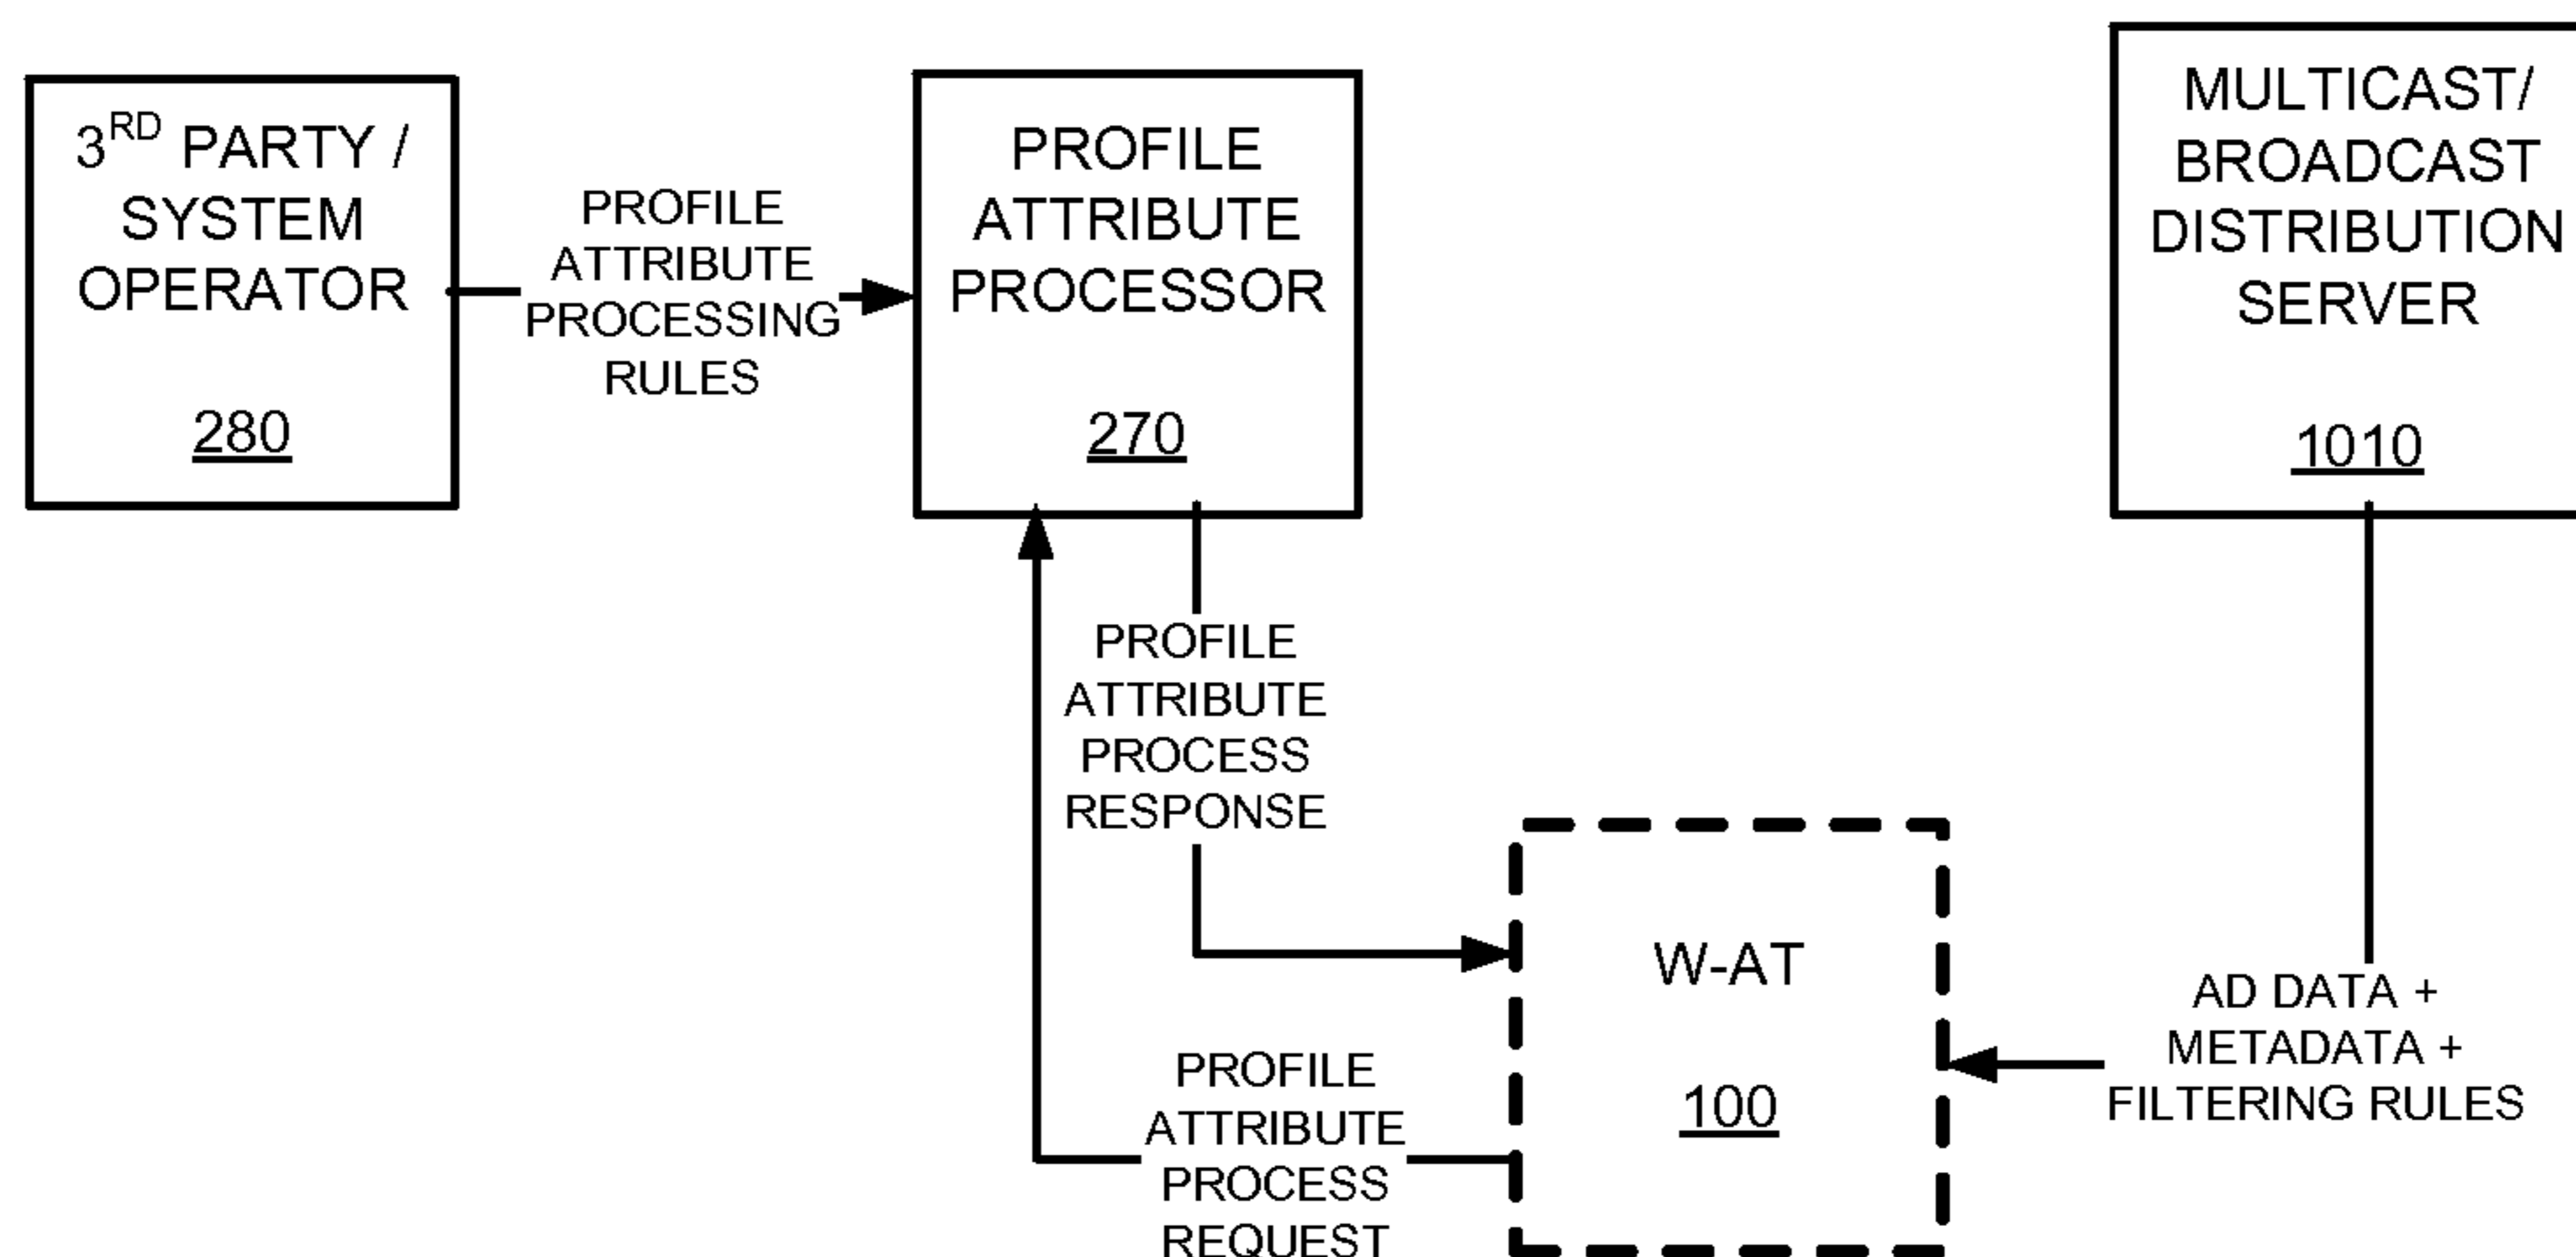 3RD PARTY /
SYSTEM
OPERATOR
280
PROFILE
ATTRIBUTE
PROCESSING
RULES
PROFILE
ATTRIBUTE
PROCESSOR
270
MULTICAST/
BROADCAST
DISTRIBUTION
SERVER
1010
PROFILE
ATTRIBUTE
PROCESS
RESPONSE
W-AT
100
AD DATA +
METADATA +
FILTERING RULES
PROFILE
ATTRIBUTE
PROCESS
REQUEST